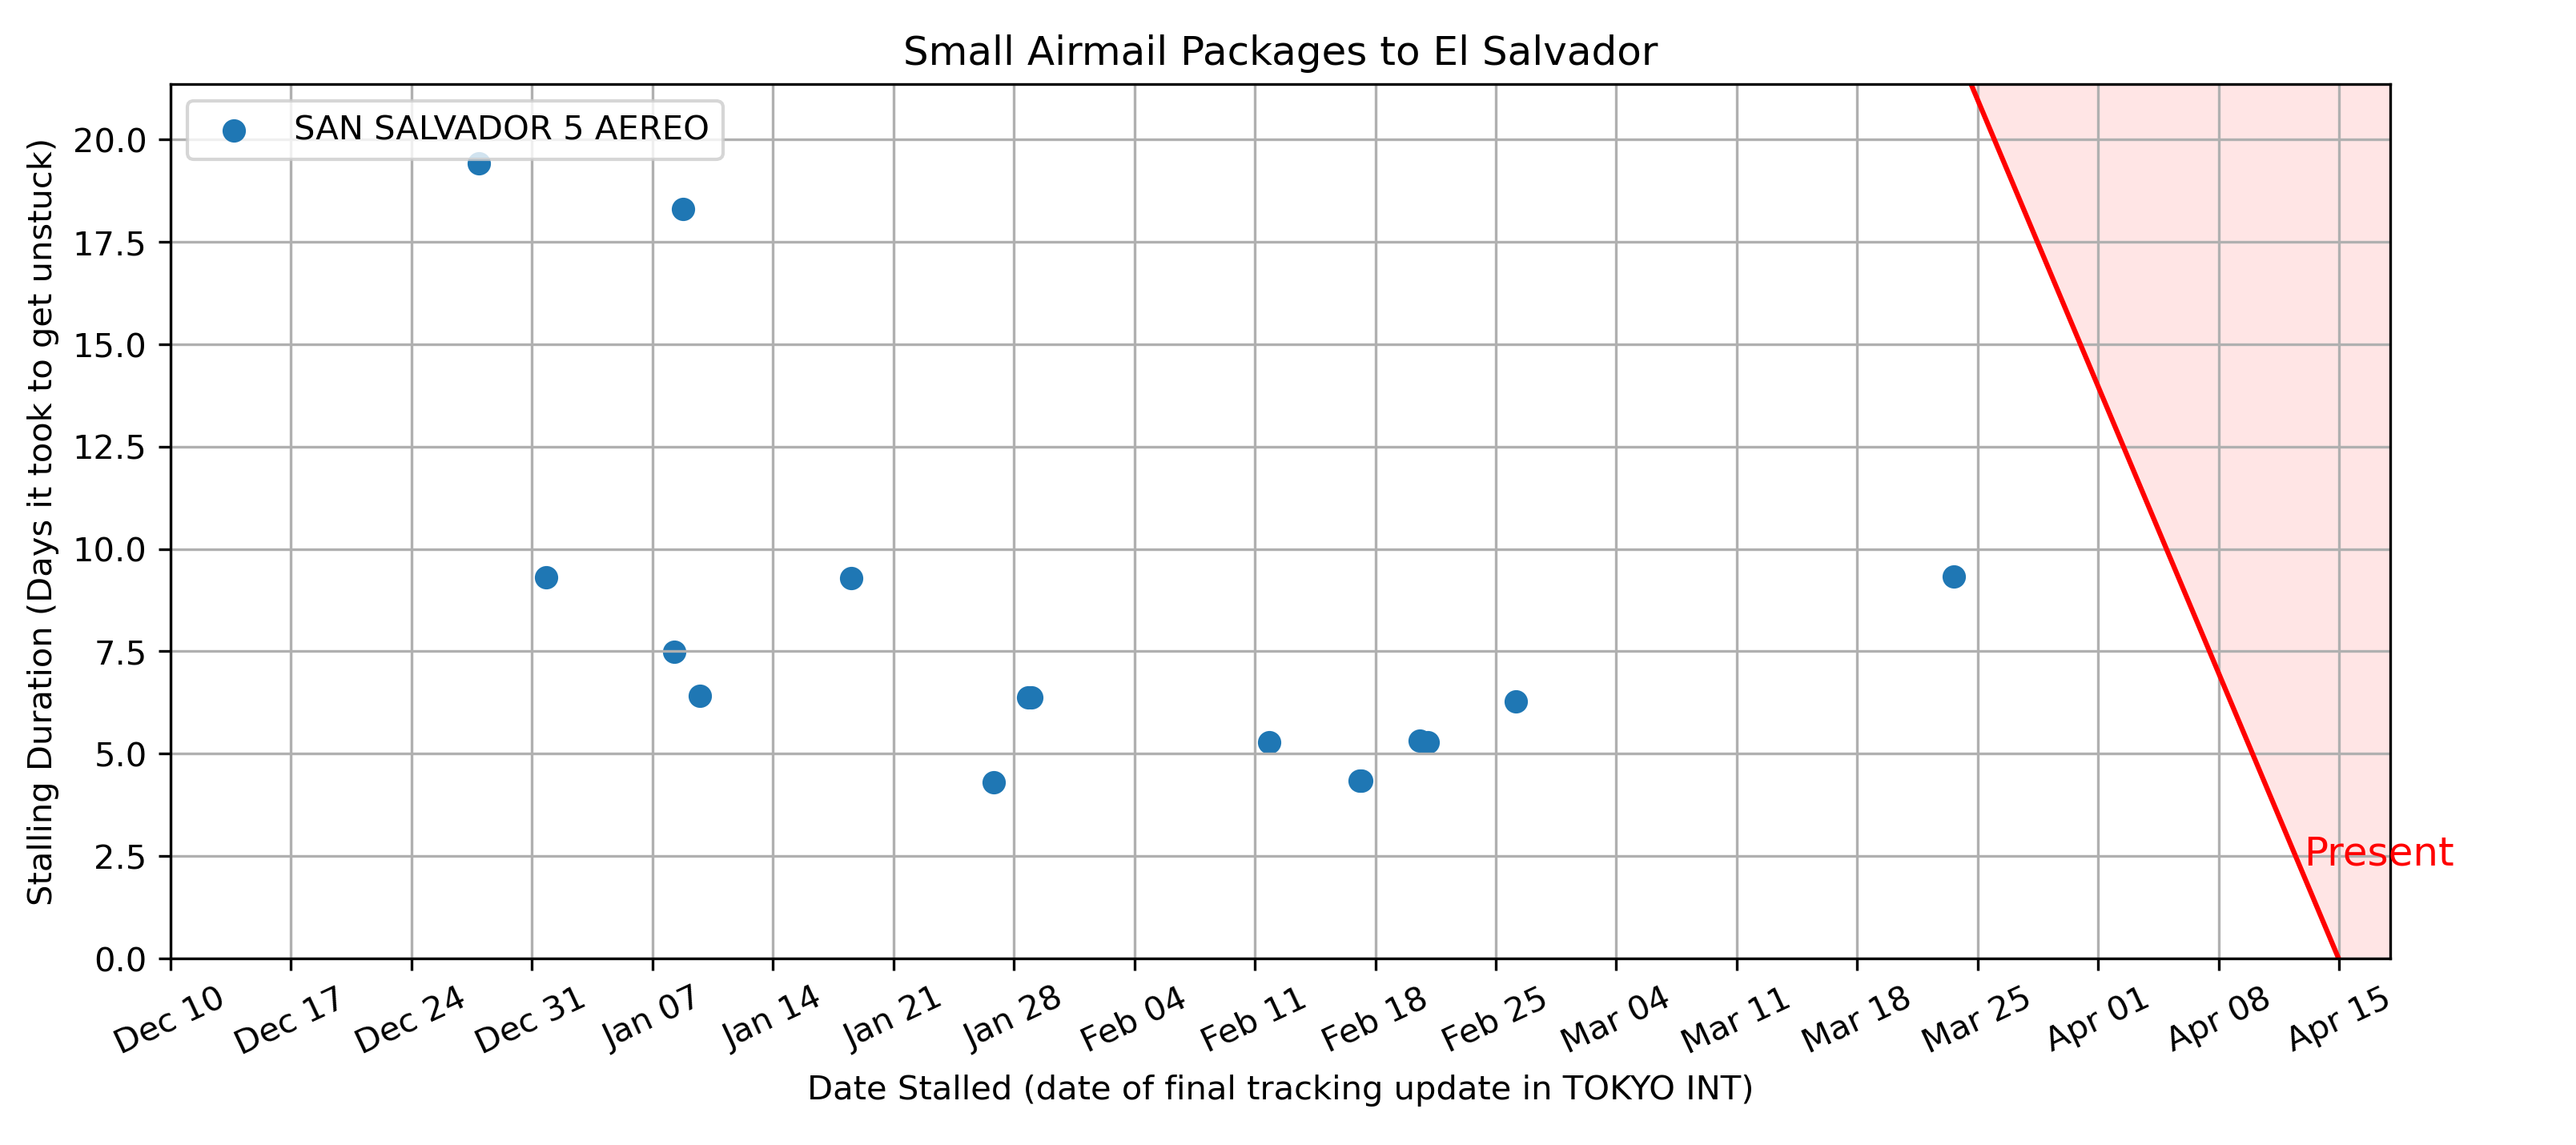 Small Airmail Packages to El Salvador
SAN SALVADOR 5 AEREO
Stalling Duration (Days it took to get unstuck)
20.0
17.5
15.0
12.5
10.0
7.5
5.0
2.5
0.0
Present
Dec 10 Dec 17 Dec 24 Dec 31 Jan 07 Jan 14 Jan 21 Jan 28 Feb 04 Feb 11 Feb 18 Feb 25 Mar 04 Mar 11 Mar 18 Mar 25 Apr 01 Apr 08 Apr 15
Date Stalled (date of final tracking update in TOKYO INT)